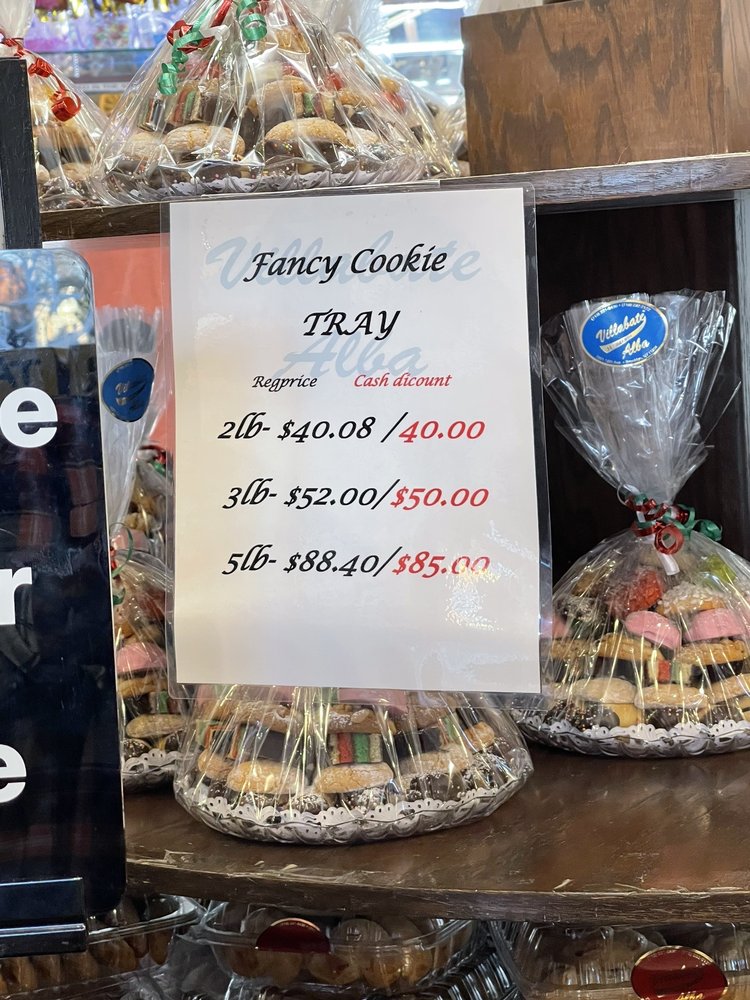 Villabate
Fancy Cookie
TRAY
Alba
Regprice Cash dicount
2lb- $40.08 /40.00
3lb- $52.00/$50.00
5lb- $88.40/$85.00
e
r
e
Villabate
Alba